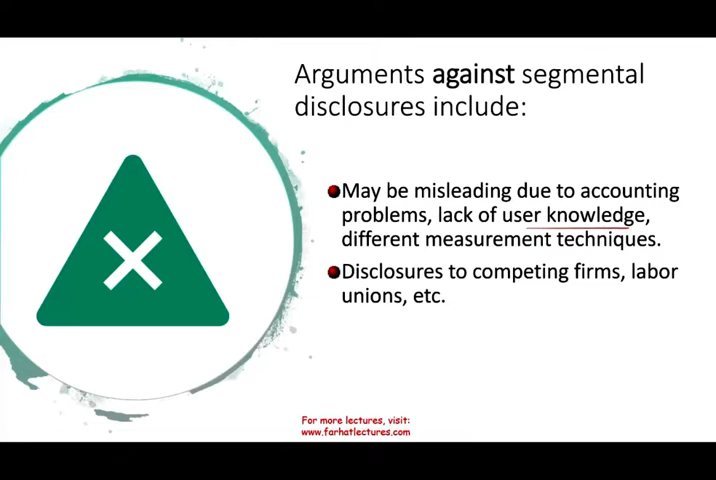 Arguments against segmental
disclosures include:
May be misleading due to accounting
problems, lack of user knowledge,
different measurement techniques.
Disclosures to competing firms, labor
unions, etc.
For more lectures, visit:
www.farhatlectures.com